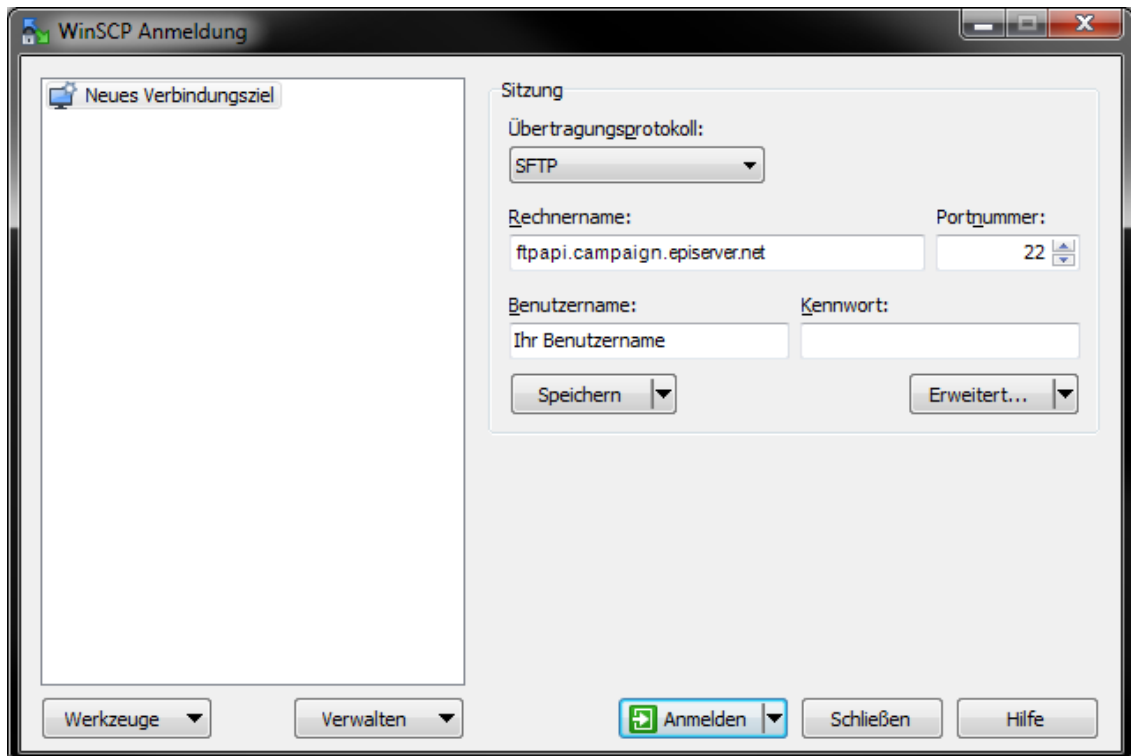 WinSCP Anmeldung
Neues Verbindungsziel
Sitzung
Übertragungsprotokoll:
SFTP
Rechnername: Portnummer:
ftpapi.campaign.episerver.net 22
Benutzername: Kennwort:
Ihr Benutzername
Speichern Erweitert...
Werkzeuge Verwalten Anmelden Schließen Hilfe